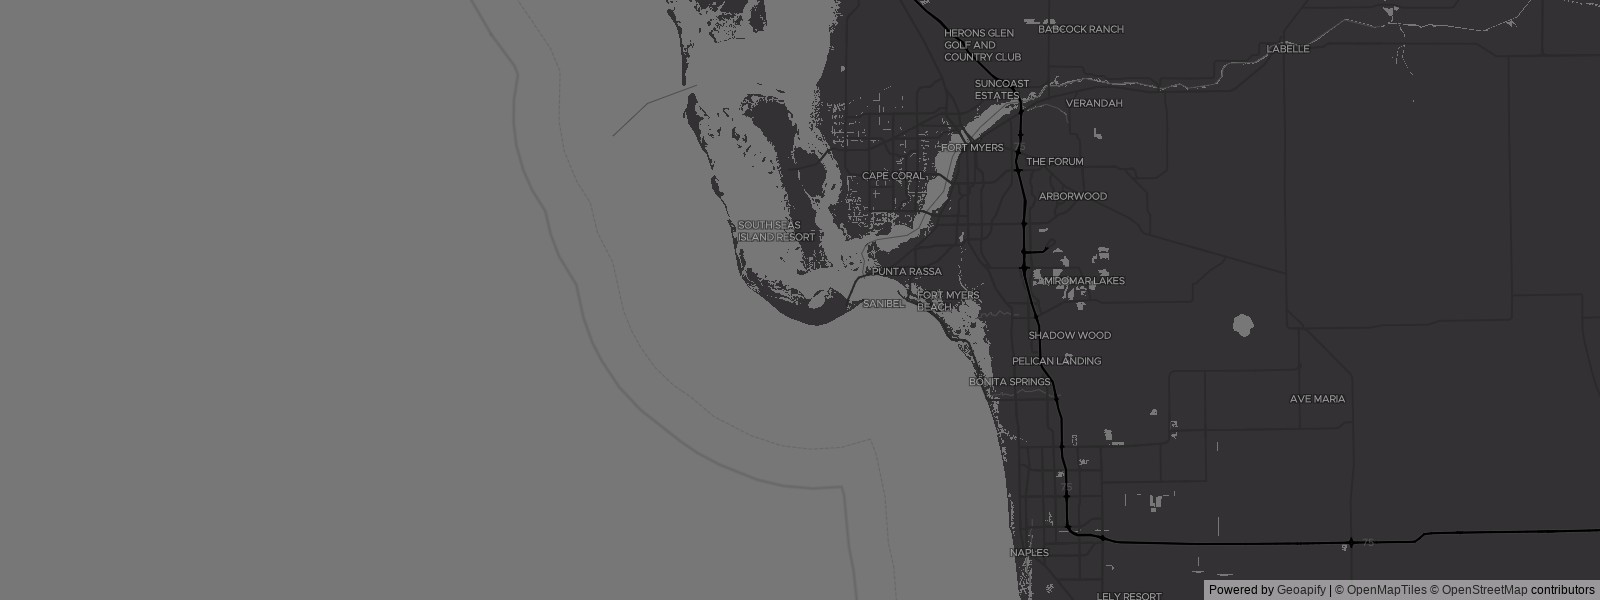 BABCOCK RANCH
HERONS GLEN
GOLF AND
COUNTRY CLUB
LABELLE
SUNCOAST
ESTATES
VERANDAH
FORT MYERS
75
THE FORUM
CAPE CORAL
ARBORWOOD
SOUTH SEAS
ISLAND RESORT
PUNTA RASSA
MIROMAR LAKES
SANIBEL
FORT MYERS
BEACH
SHADOW WOOD
PELICAN LANDING
BONITA SPRINGS
AVE MARIA
75
75
NAPLES
LELY RESORT
Powered by Geoapify | © OpenMapTiles © OpenStreetMap contributors